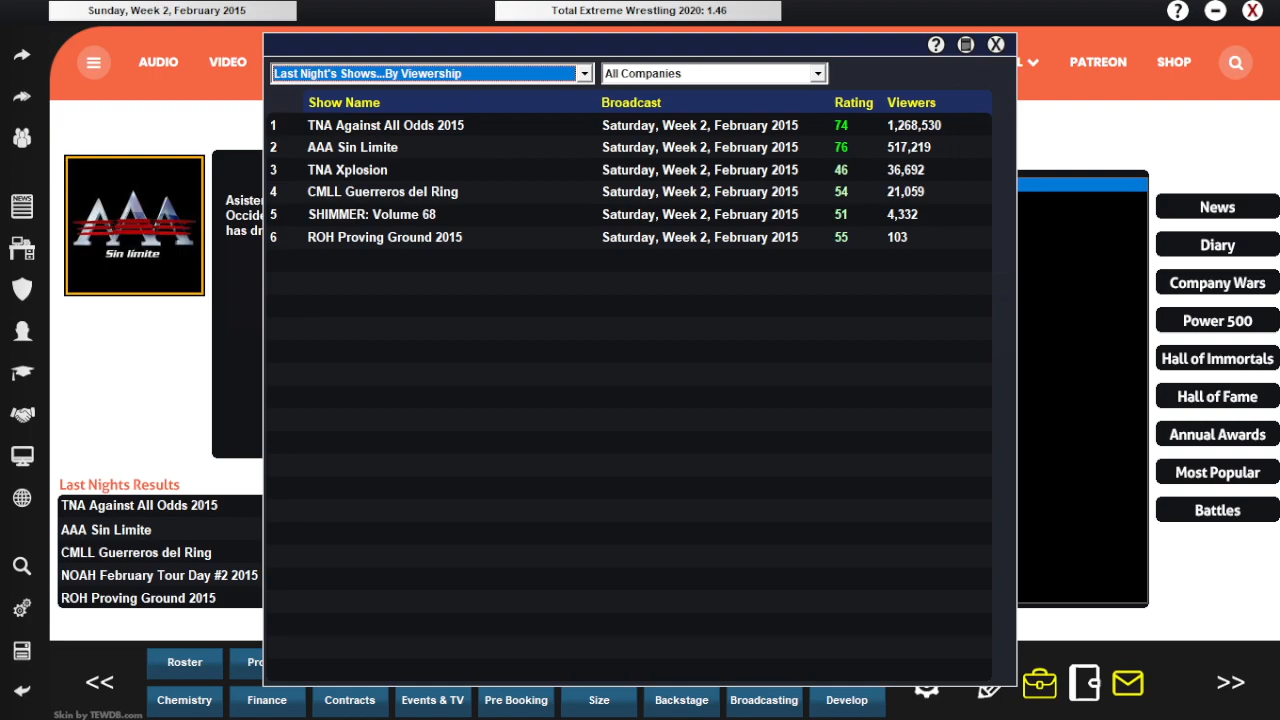 Sunday, Week 2, February 2015
Total Extreme Wrestling 2020: 1.46
AUDIO
VIDEO
PATREON
SHOP
Last Night's Shows...By Viewership
All Companies
Show Name Broadcast Rating Viewers
1 TNA Against All Odds 2015 Saturday, Week 2, February 2015 74 1,268,530
2 AAA Sin Limite Saturday, Week 2, February 2015 76 517,219
3 TNA Xplosion Saturday, Week 2, February 2015 46 36,692
4 CMLL Guerreros del Ring Saturday, Week 2, February 2015 54 21,059
5 SHIMMER: Volume 68 Saturday, Week 2, February 2015 51 4,332
6 ROH Proving Ground 2015 Saturday, Week 2, February 2015 55 103
AAA
Sin límite
has dr
NEWS
News
Diary
Company Wars
Power 500
Hall of Immortals
Hall of Fame
Annual Awards
Most Popular
Battles
Last Nights Results
TNA Against All Odds 2015
AAA Sin Limite
CMLL Guerreros del Ring
NOAH February Tour Day #2 2015
ROH Proving Ground 2015
<<
Roster
Chemistry
Finance
Contracts
Events & TV
Pre Booking
Size
Backstage
Broadcasting
Develop
>>
Skin by TEWDB.com